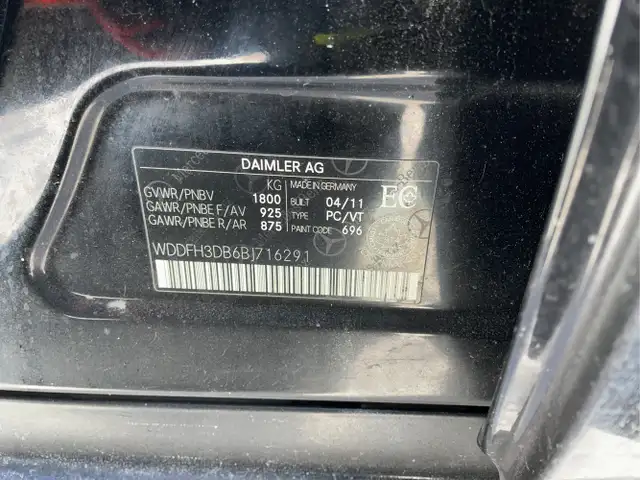 DAIMLER AG
KG MADE IN GERMANY
GVWR/PNBV 1800 BUILT 04/11
GAWR/PNBE F/AV 925 TYPE PC/VT
GAWR/PNBE R/AR 875 PAINT CODE 696
WDDFH3DB6BJ716291